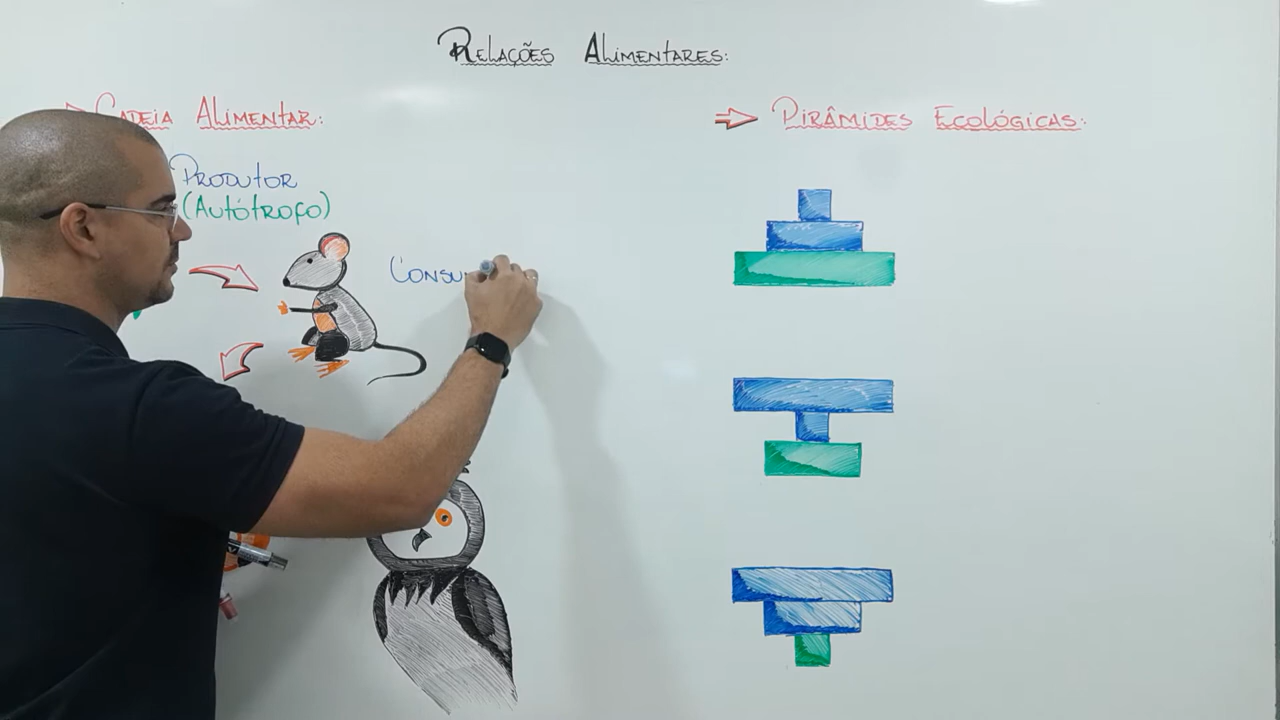 Relações Alimentares:
Cadeia Alimentar:
Produtor
(Autótrofo)
Pirâmides Ecológicas: